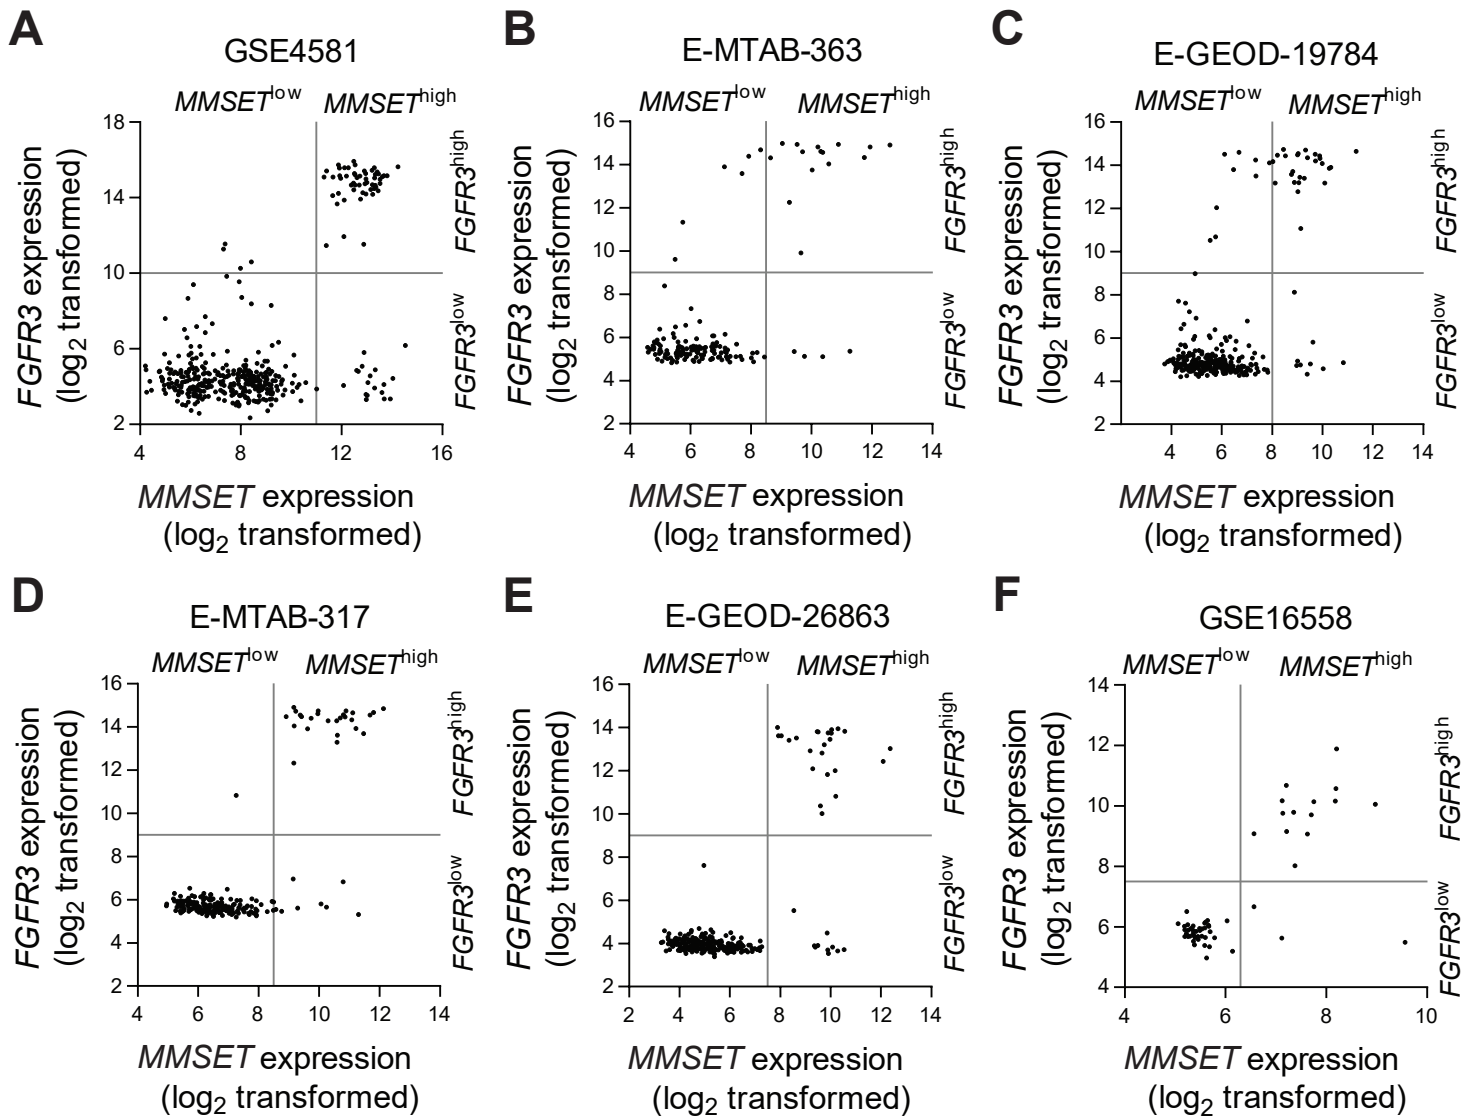 A
GSE4581
MMSETlow MMSEThigh
FGFR3 expression
(log2 transformed)
18
14
10
6
2
FGFR3high
FGFR3low
4 8 12 16
MMSET expression
(log2 transformed)
B
E-MTAB-363
MMSETlow MMSEThigh
FGFR3 expression
(log2 transformed)
16
14
12
10
8
6
4
2
FGFR3high
FGFR3low
4 6 8 10 12 14
MMSET expression
(log2 transformed)
C
E-GEOD-19784
MMSETlow MMSEThigh
FGFR3 expression
(log2 transformed)
16
14
12
10
8
6
4
2
FGFR3high
FGFR3low
4 6 8 10 12 14
MMSET expression
(log2 transformed)
D
E-MTAB-317
MMSETlow MMSEThigh
FGFR3 expression
(log2 transformed)
16
14
12
10
8
6
4
2
FGFR3high
FGFR3low
4 6 8 10 12 14
MMSET expression
(log2 transformed)
E
E-GEOD-26863
MMSETlow MMSEThigh
FGFR3 expression
(log2 transformed)
16
14
12
10
8
6
4
2
FGFR3high
FGFR3low
2 4 6 8 10 12 14
MMSET expression
(log2 transformed)
F
GSE16558
MMSETlow MMSEThigh
FGFR3 expression
(log2 transformed)
14
12
10
8
6
4
FGFR3high
FGFR3low
4 6 8 10
MMSET expression
(log2 transformed)